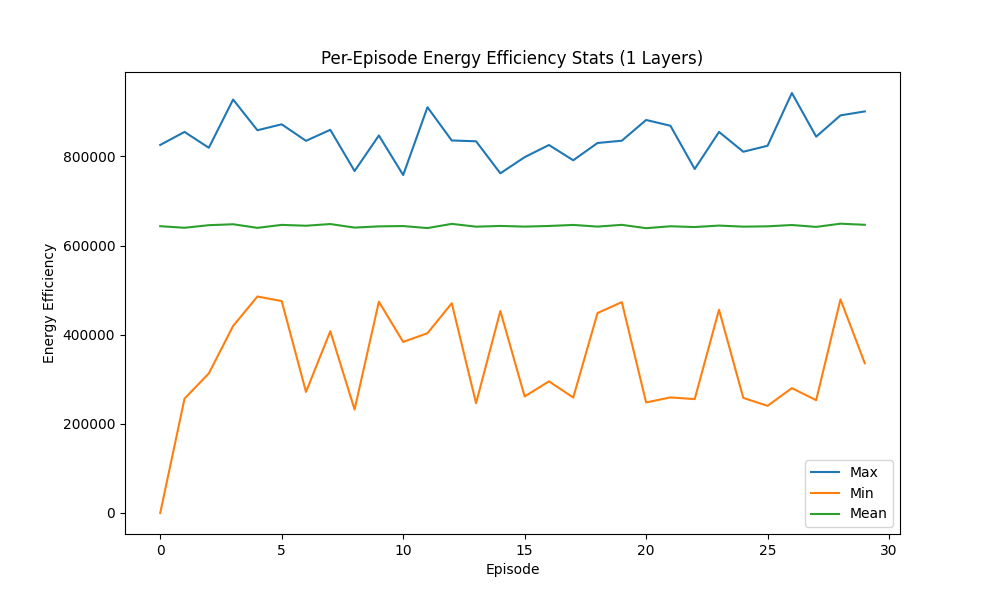 Per-Episode Energy Efficiency Stats (1 Layers)
800000
600000
400000
200000
0
Energy Efficiency
0 5 10 15 20 25 30
Episode
Max
Min
Mean